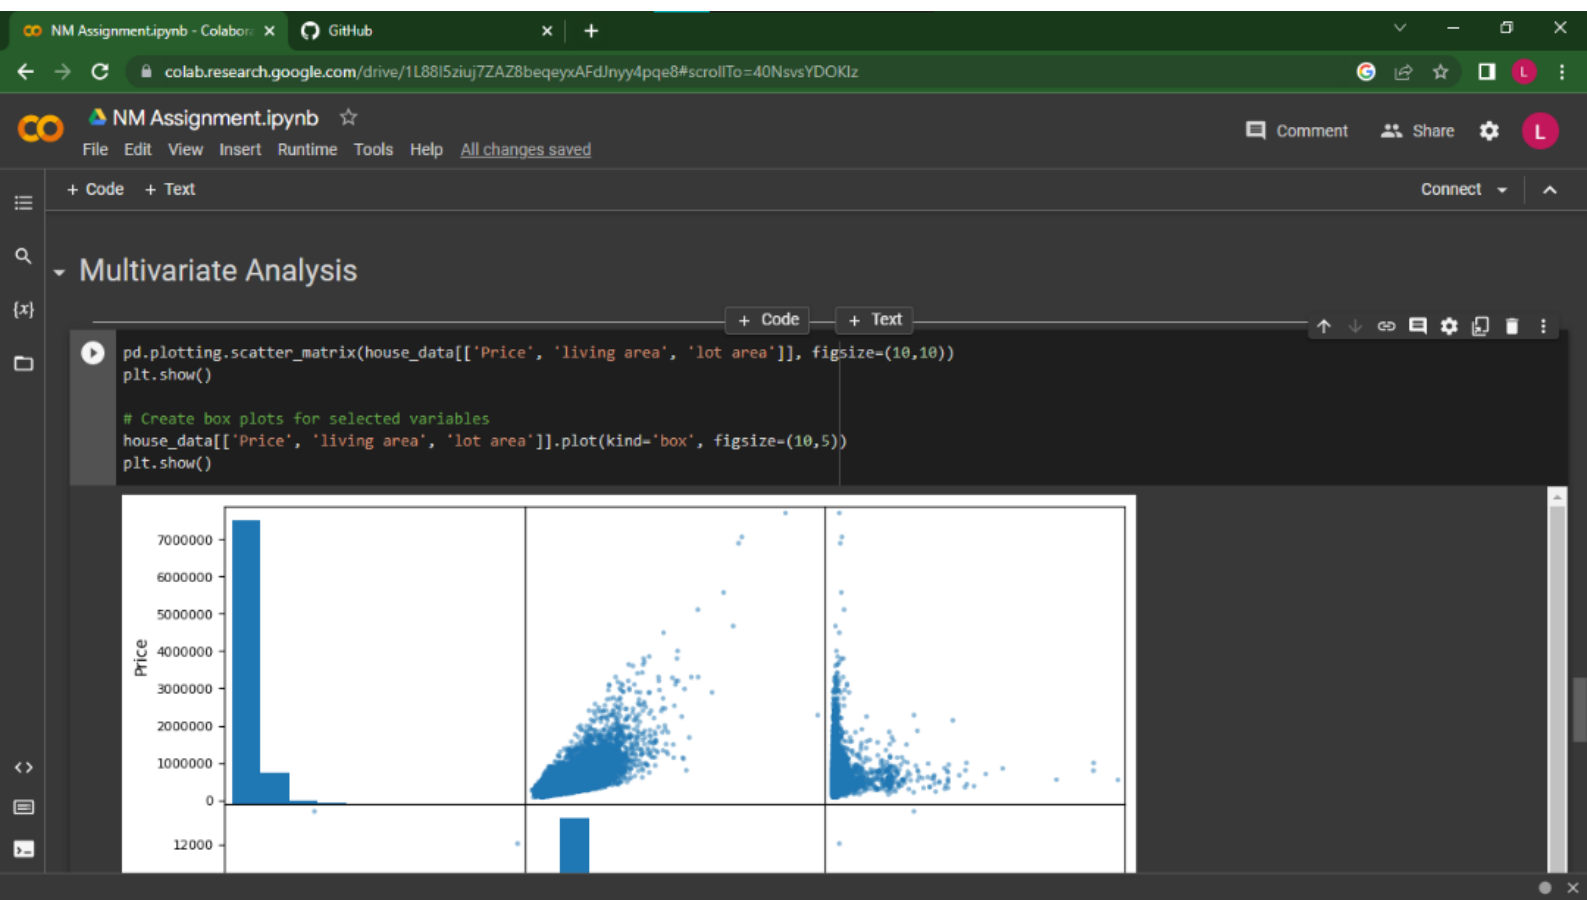 NM Assignment.ipynb - Colabora
GitHub
colab.research.google.com/drive/1L88I5ziuj7ZAZ8beqeyxAFdJnyy4pqe8#scrollTo=40NsvsYDOKIz
L
NM Assignment.ipynb
Comment
Share
L
File Edit View Insert Runtime Tools Help All changes saved
+ Code + Text
Connect
Multivariate Analysis
{x}
+ Code + Text
pd.plotting.scatter_matrix(house_data[['Price', 'living area', 'lot area']], figsize=(10,10))
plt.show()
# Create box plots for selected variables
house_data[['Price', 'living area', 'lot area']].plot(kind='box', figsize=(10,5))
plt.show()
7000000
6000000
5000000
4000000
3000000
2000000
1000000
0
Price
12000